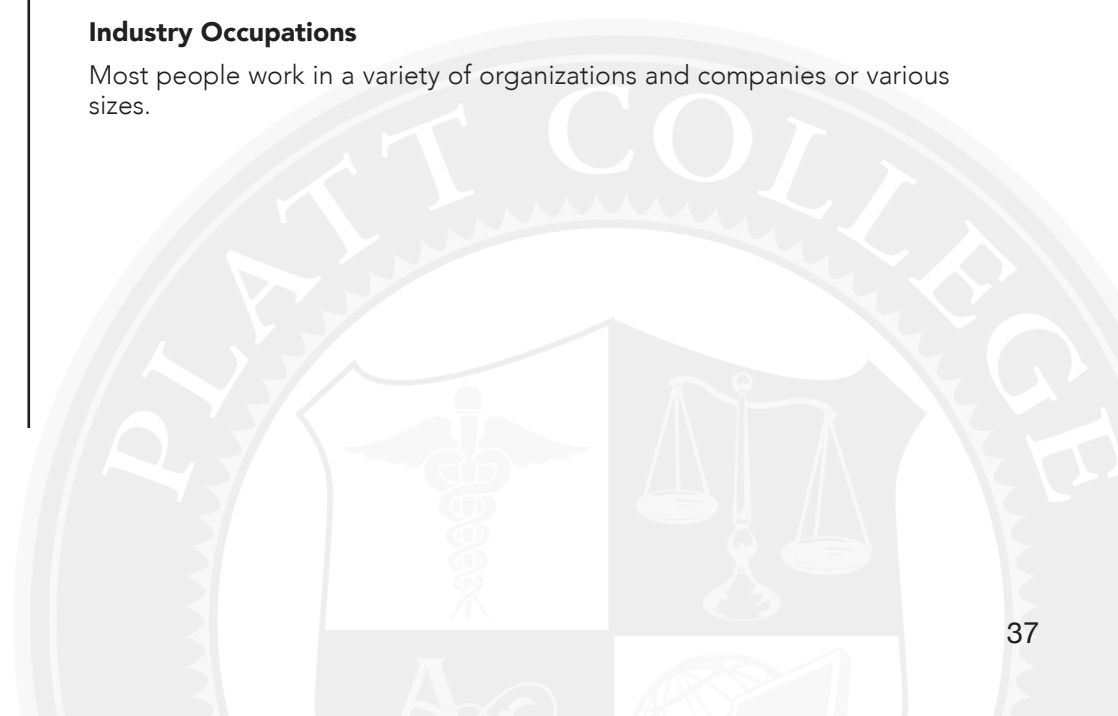 Industry Occupations
Most people work in a variety of organizations and companies or various
sizes.
PLATT COLLEGE
37